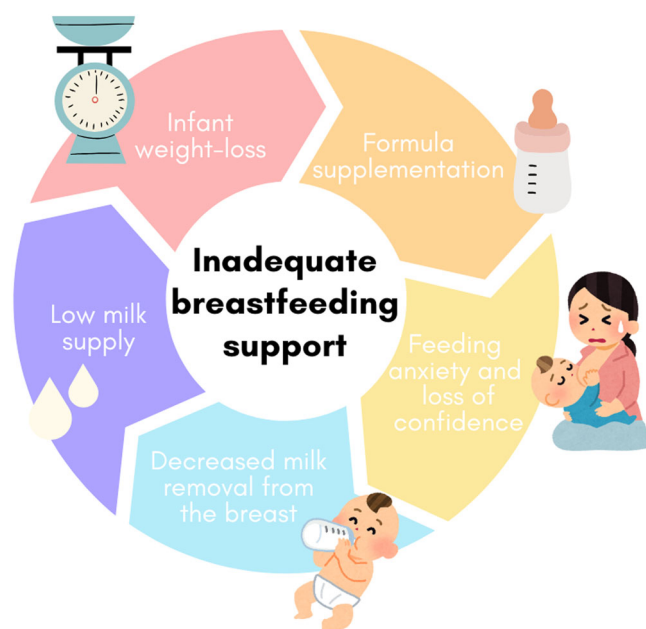 Infant
weight-loss
Formula
supplementation
Inadequate
breastfeeding
support
Low milk
supply
Feeding
anxiety and
loss of
confidence
Decreased milk
removal from
the breast